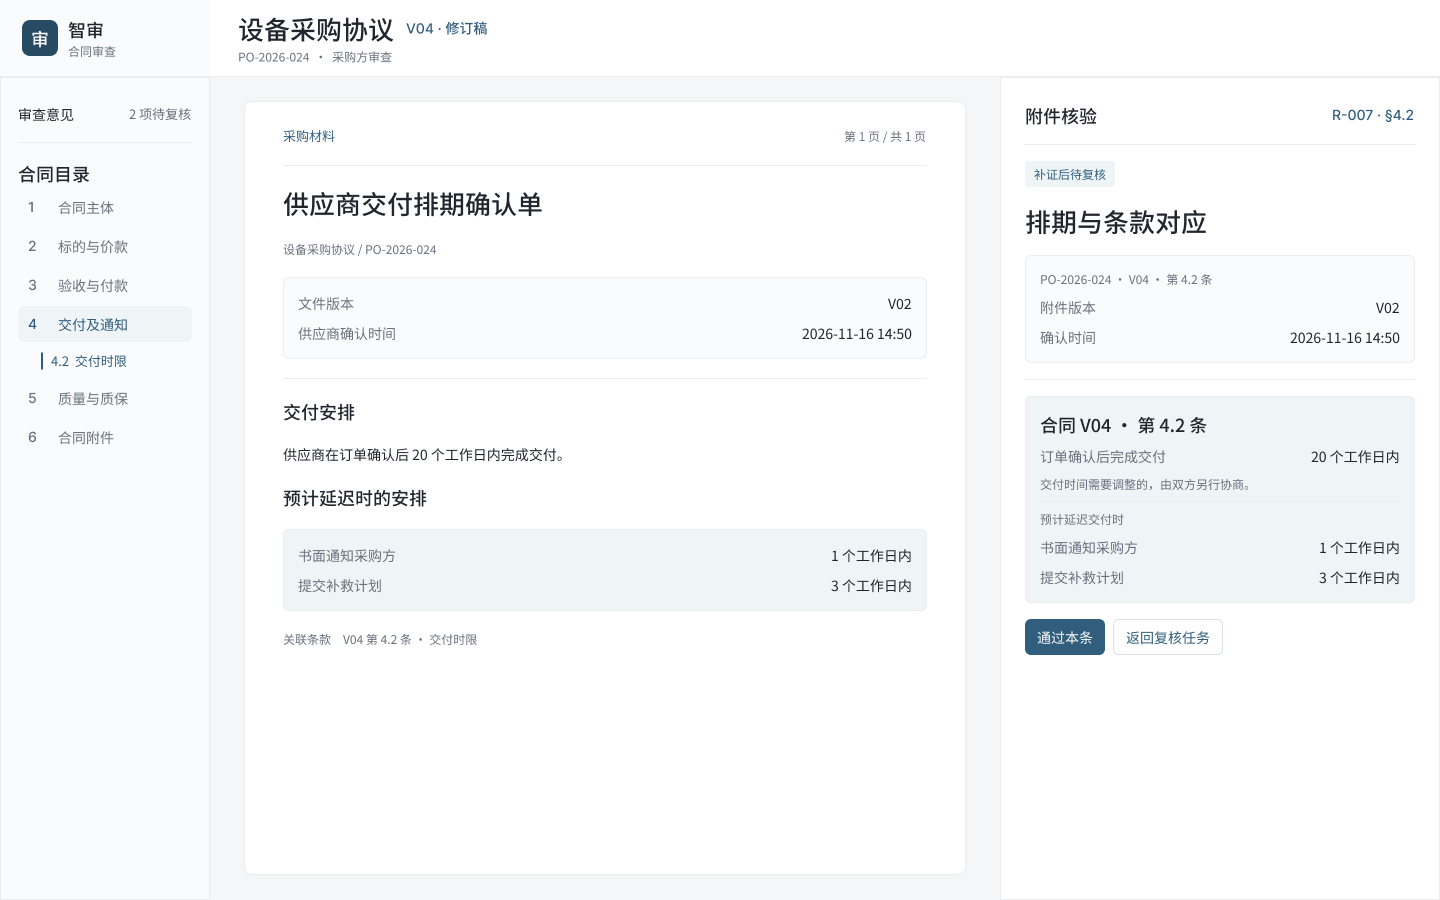 审
智审
合同审查
设备采购协议 V04 · 修订稿
PO-2026-024 • 采购方审查
审查意见 2 项待复核
合同目录
1 合同主体
2 标的与价款
3 验收与付款
4 交付及通知
4.2 交付时限
5 质量与质保
6 合同附件
采购材料 第 1 页 / 共 1 页
供应商交付排期确认单
设备采购协议 / PO-2026-024
文件版本 V02
供应商确认时间 2026-11-16 14:50
交付安排
供应商在订单确认后 20 个工作日内完成交付。
预计延迟时的安排
书面通知采购方 1 个工作日内
提交补救计划 3 个工作日内
关联条款 V04 第 4.2 条 • 交付时限
附件核验 R-007 · §4.2
补证后待复核
排期与条款对应
PO-2026-024 • V04 • 第 4.2 条
附件版本 V02
确认时间 2026-11-16 14:50
合同 V04 • 第 4.2 条
订单确认后完成交付 20 个工作日内
交付时间需要调整的，由双方另行协商。
预计延迟交付时
书面通知采购方 1 个工作日内
提交补救计划 3 个工作日内
通过本条 返回复核任务